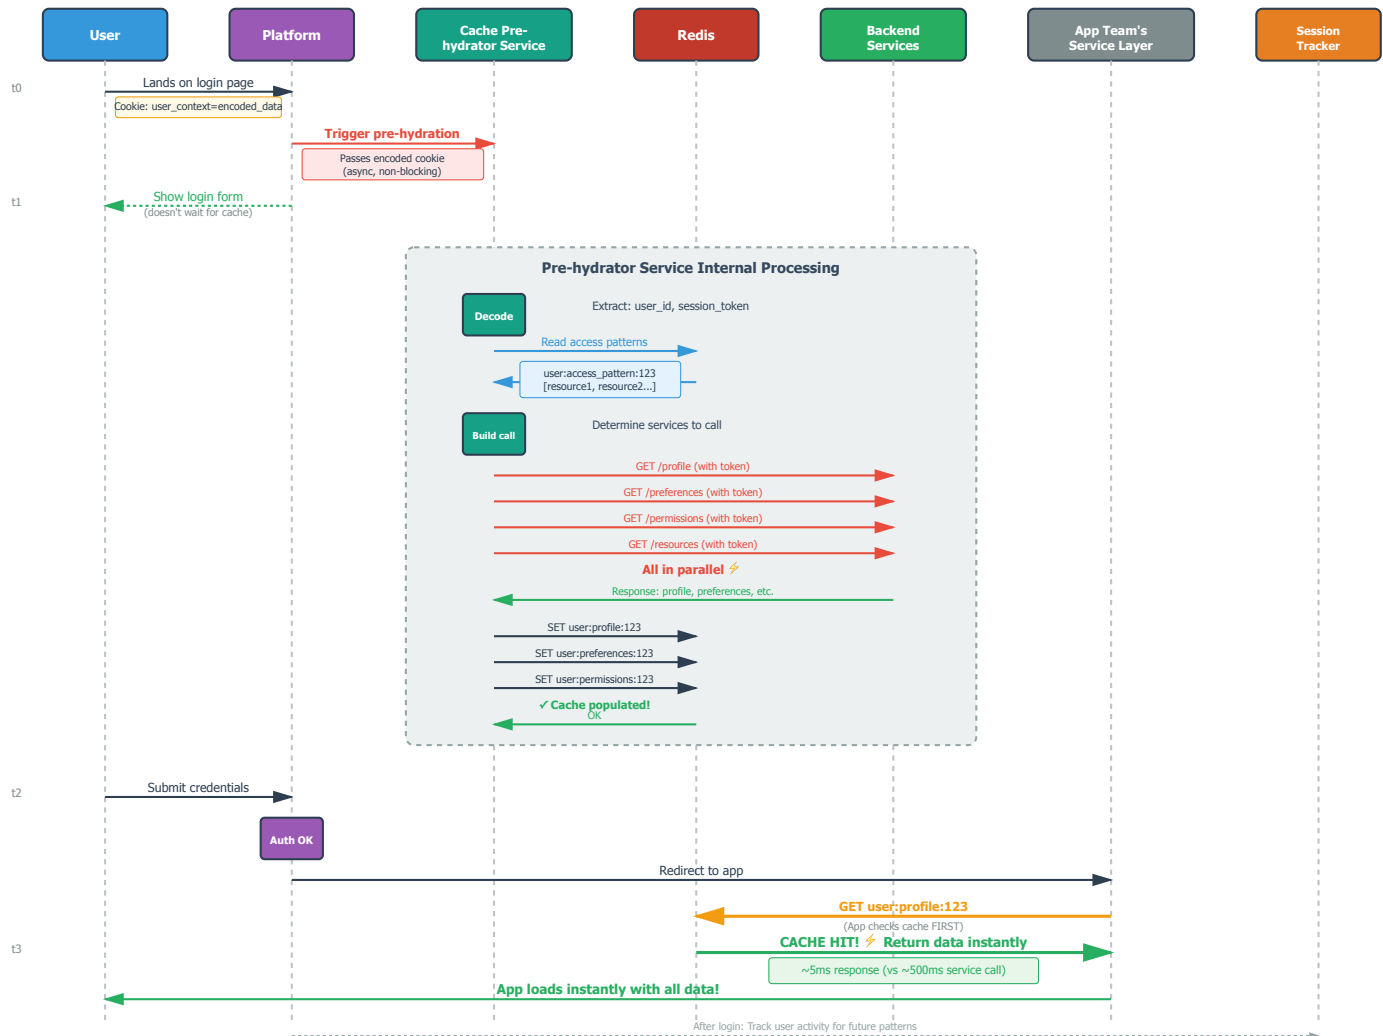 User
Platform
Cache Pre-
hydrator Service
Redis
Backend
Services
App Team's
Service Layer
Session
Tracker
t0
Lands on login page
Cookie: user_context=encoded_data
Trigger pre-hydration
Passes encoded cookie
(async, non-blocking)
t1
Show login form
(doesn't wait for cache)
Pre-hydrator Service Internal Processing
Decode
Extract: user_id, session_token
Read access patterns
user:access_pattern:123
[resource1, resource2...]
Build call
Determine services to call
GET /profile (with token)
GET /preferences (with token)
GET /permissions (with token)
GET /resources (with token)
All in parallel ⚡
Response: profile, preferences, etc.
SET user:profile:123
SET user:preferences:123
SET user:permissions:123
✓ Cache populated!
OK
t2
Submit credentials
Auth OK
Redirect to app
GET user:profile:123
(App checks cache FIRST)
t3
CACHE HIT! ⚡ Return data instantly
~5ms response (vs ~500ms service call)
App loads instantly with all data!
After login: Track user activity for future patterns